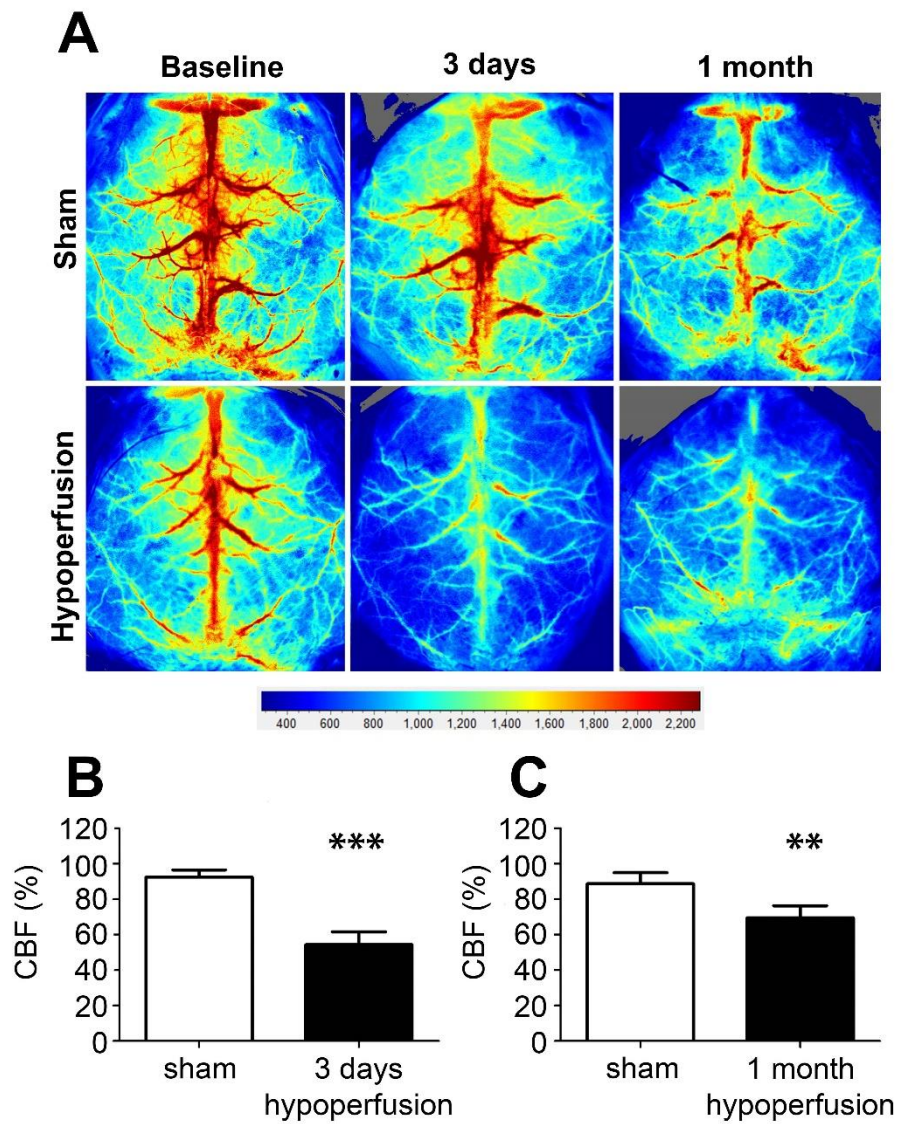 A
Baseline 3 days 1 month
Sham
Hypoperfusion
400 600 800 1,000 1,200 1,400 1,600 1,800 2,000 2,200
B
120
100
80
60
40
20
0
CBF (%)
***
sham
3 days
hypoperfusion
C
120
100
80
60
40
20
0
CBF (%)
**
sham
1 month
hypoperfusion